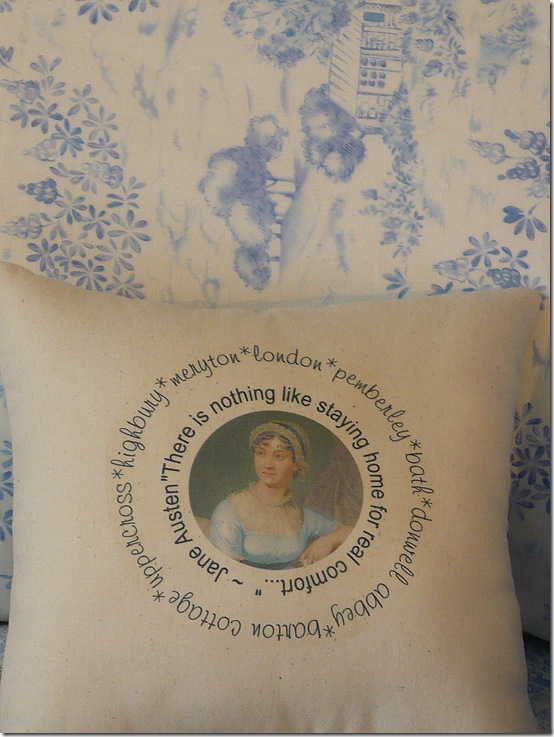 meryton*london*pemberley*bath*donwell abbey*barton cottage*uppercross*highbury*
"There is nothing like staying home for real comfort...." ~ Jane Austen